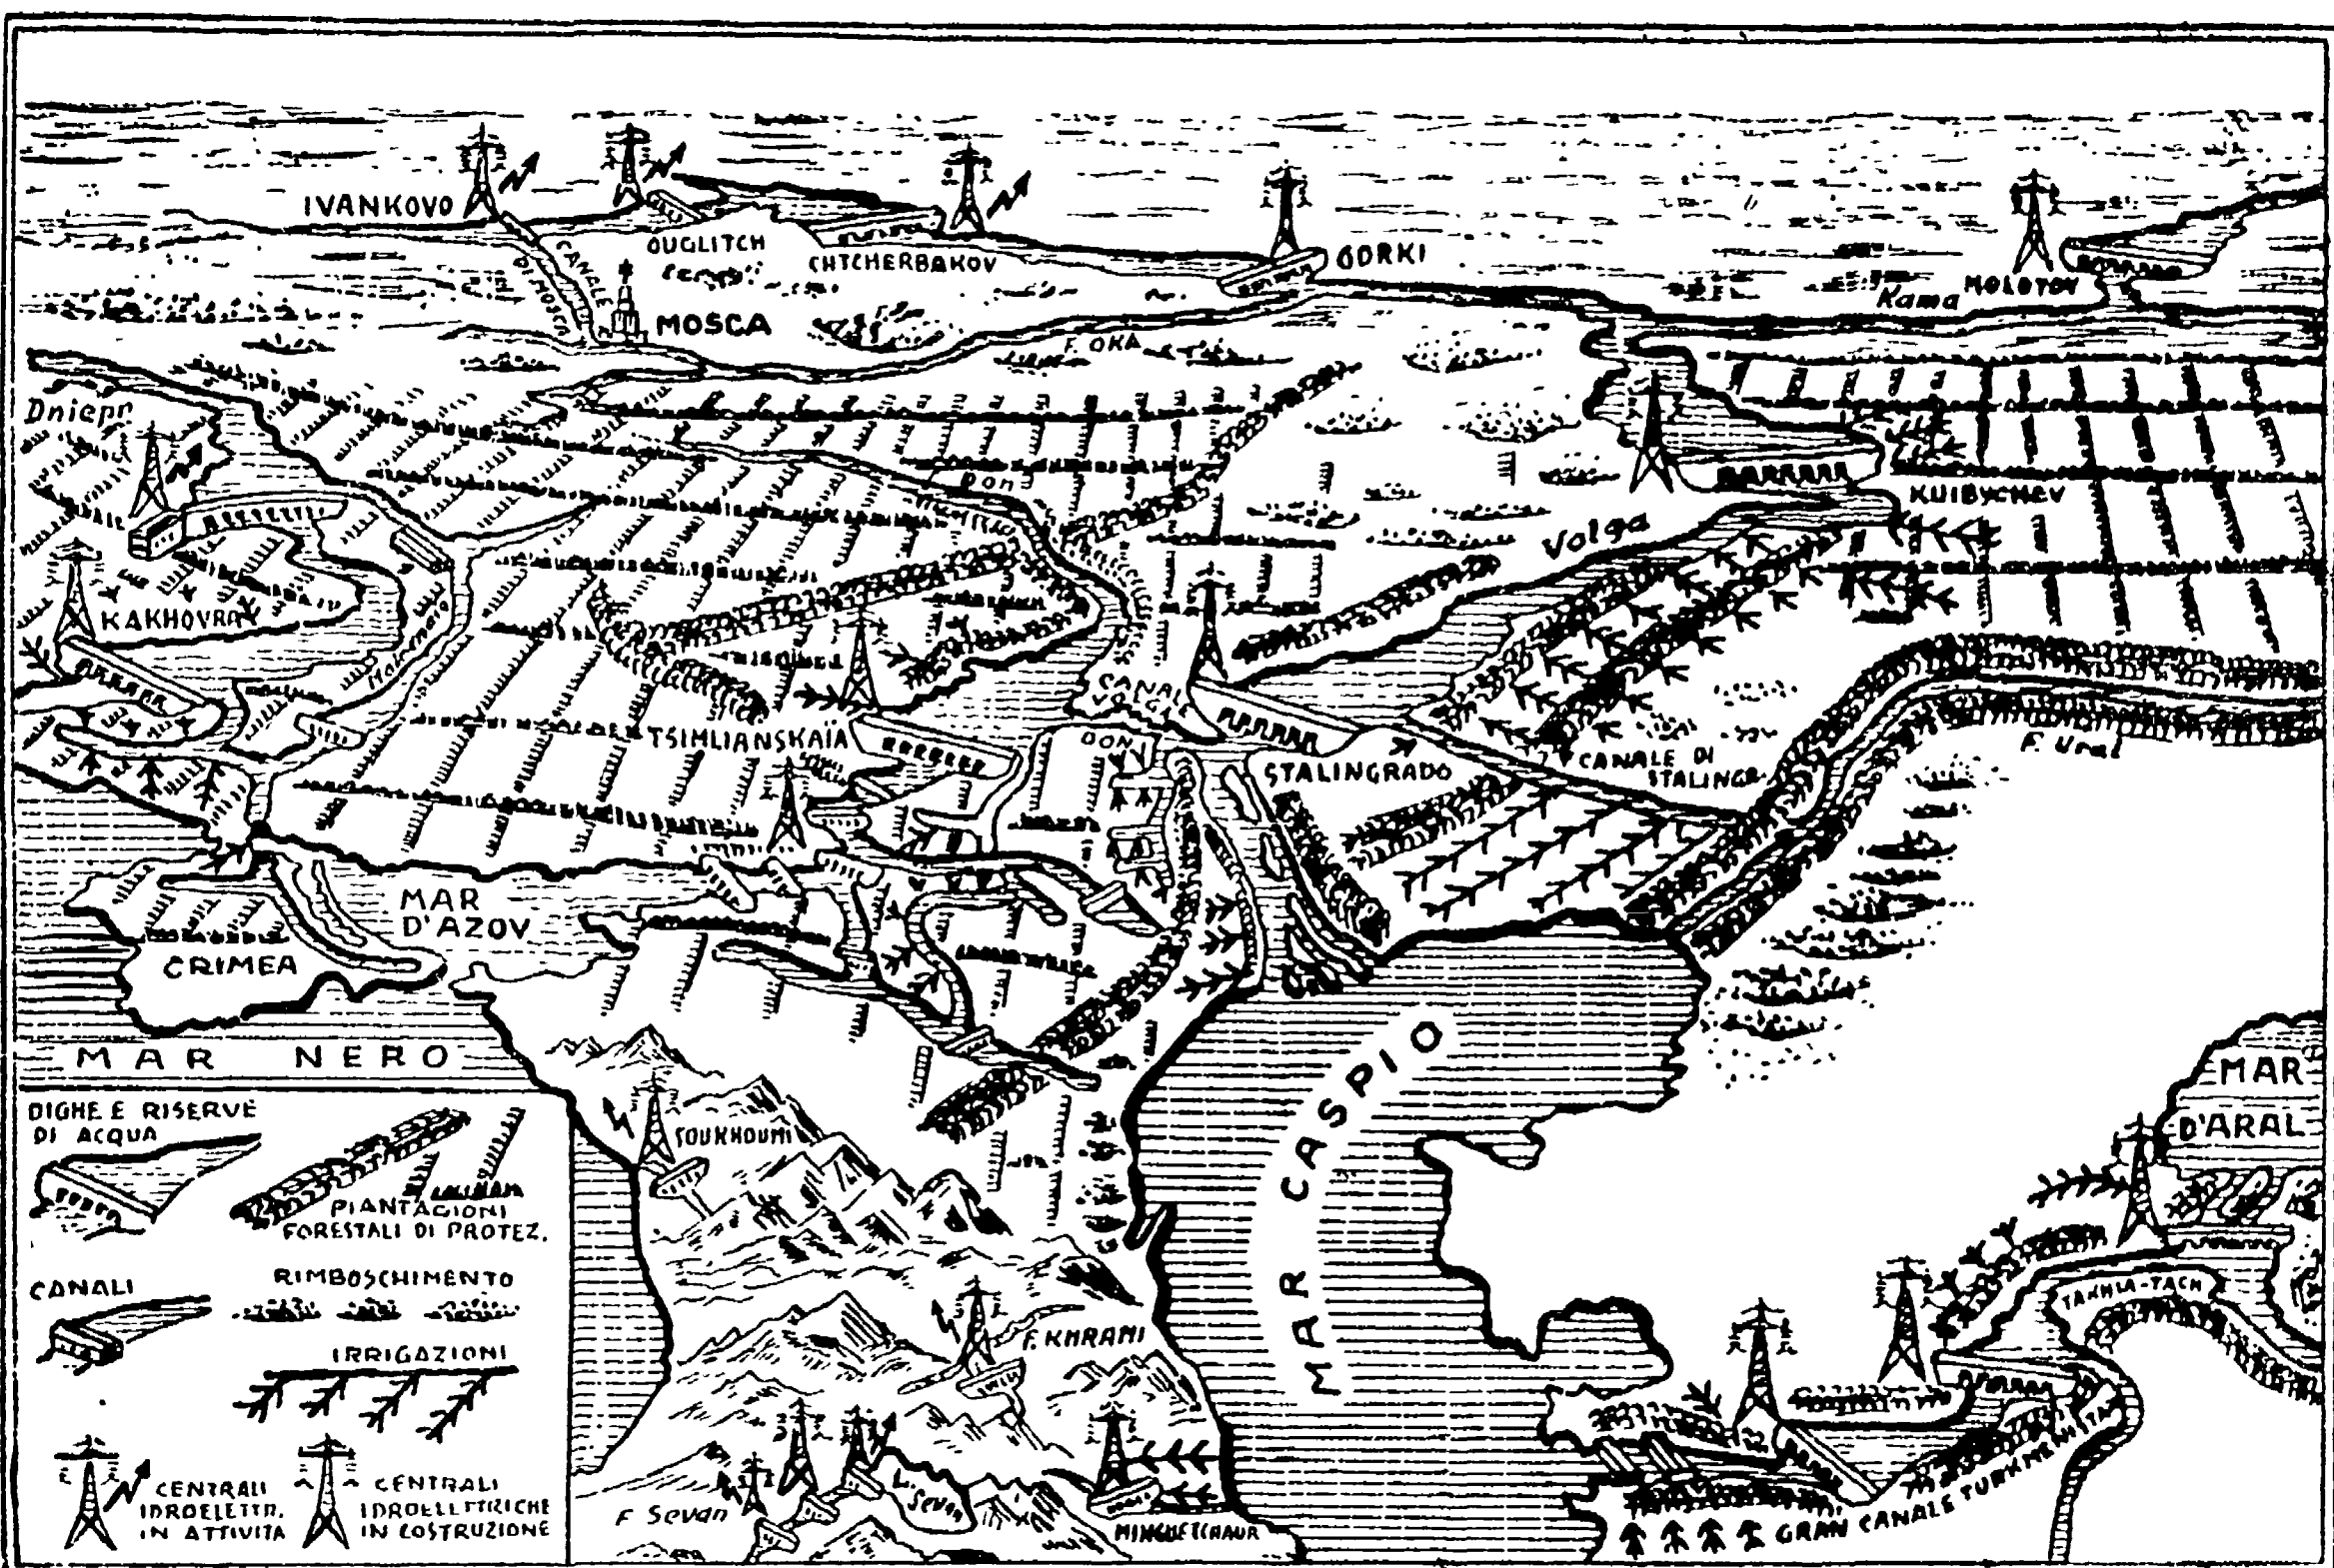 IVANKOVO
OUGLITCH
CHTCHERBAKOV
GORKI
MOLOTOV
Kama
CANALE
DI MOSCA
MOSCA
F. OKA
Dniepr
Don
KUIBYCHEV
Volga
KAKHOVRA
CANALE
VOLGA
DON
TSIMLIANSKAÏA
STALINGRADO
CANALE DI
STALINGR.
F. Ural
MAR
D'AZOV
CRIMEA
MAR NERO
MAR CASPIO
MAR
D'ARAL
SOUKHOUMI
F. KHRAMI
TAKHIA-TACH
F Sevan
L. Sevan
MINGUETCHAUR
GRAN CANALE TURKMENISTA
DIGHE E RISERVE
DI ACQUA
PIANTAGIONI
FORESTALI DI PROTEZ.
CANALI
RIMBOSCHIMENTO
IRRIGAZIONI
CENTRALI
IDROELETTR.
IN ATTIVITA
CENTRALI
IDROELETTRICHE
IN COSTRUZIONE